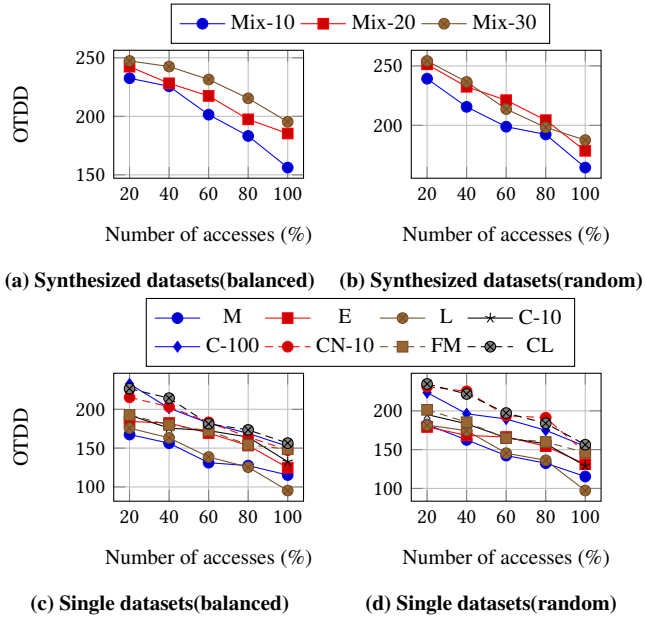 Mix-10 Mix-20 Mix-30
250
200
150
OTDD
20 40 60 80 100
Number of accesses (%)
(a) Synthesized datasets(balanced)
250
200
20 40 60 80 100
Number of accesses (%)
(b) Synthesized datasets(random)
M E L C-10
C-100 CN-10 FM CL
200
150
100
OTDD
20 40 60 80 100
Number of accesses (%)
(c) Single datasets(balanced)
200
150
100
20 40 60 80 100
Number of accesses (%)
(d) Single datasets(random)